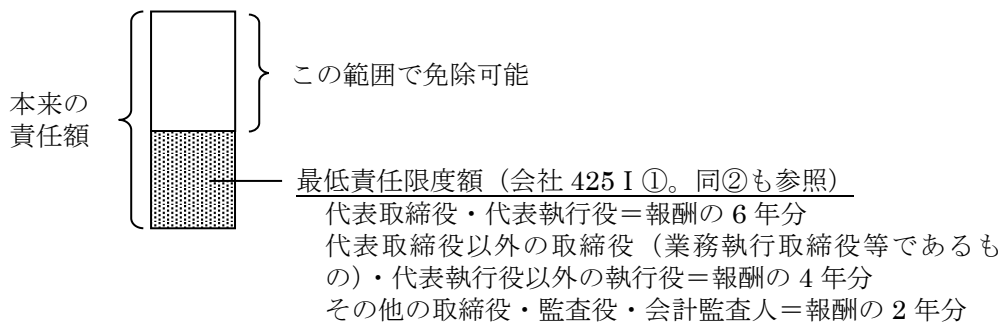 この範囲で免除可能
本来の
責任額
最低責任限度額（会社 425Ⅰ①。同②も参照）
代表取締役・代表執行役＝報酬の 6 年分
代表取締役以外の取締役（業務執行取締役等であるも
の）・代表執行役以外の執行役＝報酬の 4 年分
その他の取締役・監査役・会計監査人＝報酬の 2 年分